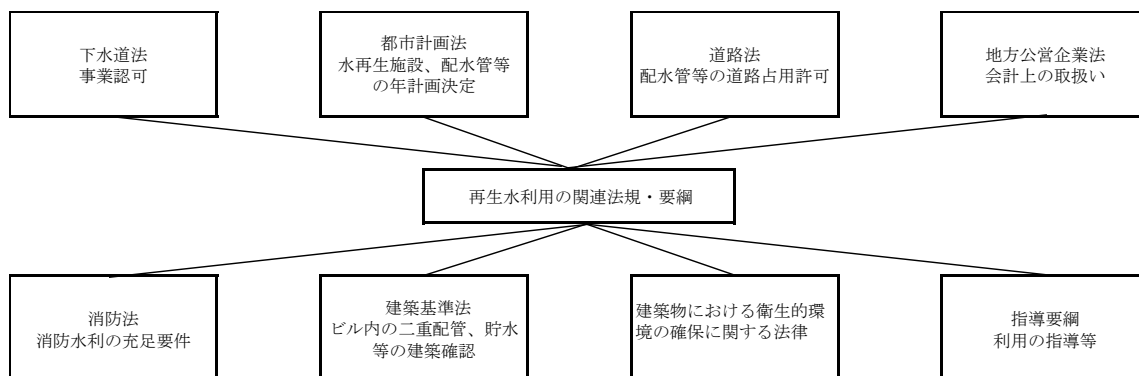 下水道法
事業認可
都市計画法
水再生施設、配水管等
の年計画決定
道路法
配水管等の道路占用許可
地方公営企業法
会計上の取扱い
再生水利用の関連法規・要綱
消防法
消防水利の充足要件
建築基準法
ビル内の二重配管、貯水
等の建築確認
建築物における衛生的環
境の確保に関する法律
指導要綱
利用の指導等